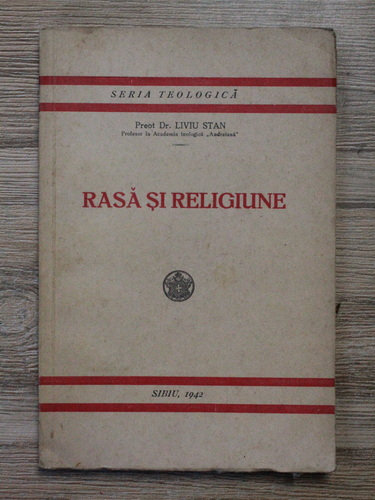 SERIA TEOLOGICĂ
Preot Dr. LIVIU STAN
Profesor la Academia teologică „Andreiană”
RASĂ ȘI RELIGIUNE
SIBIU, 1942